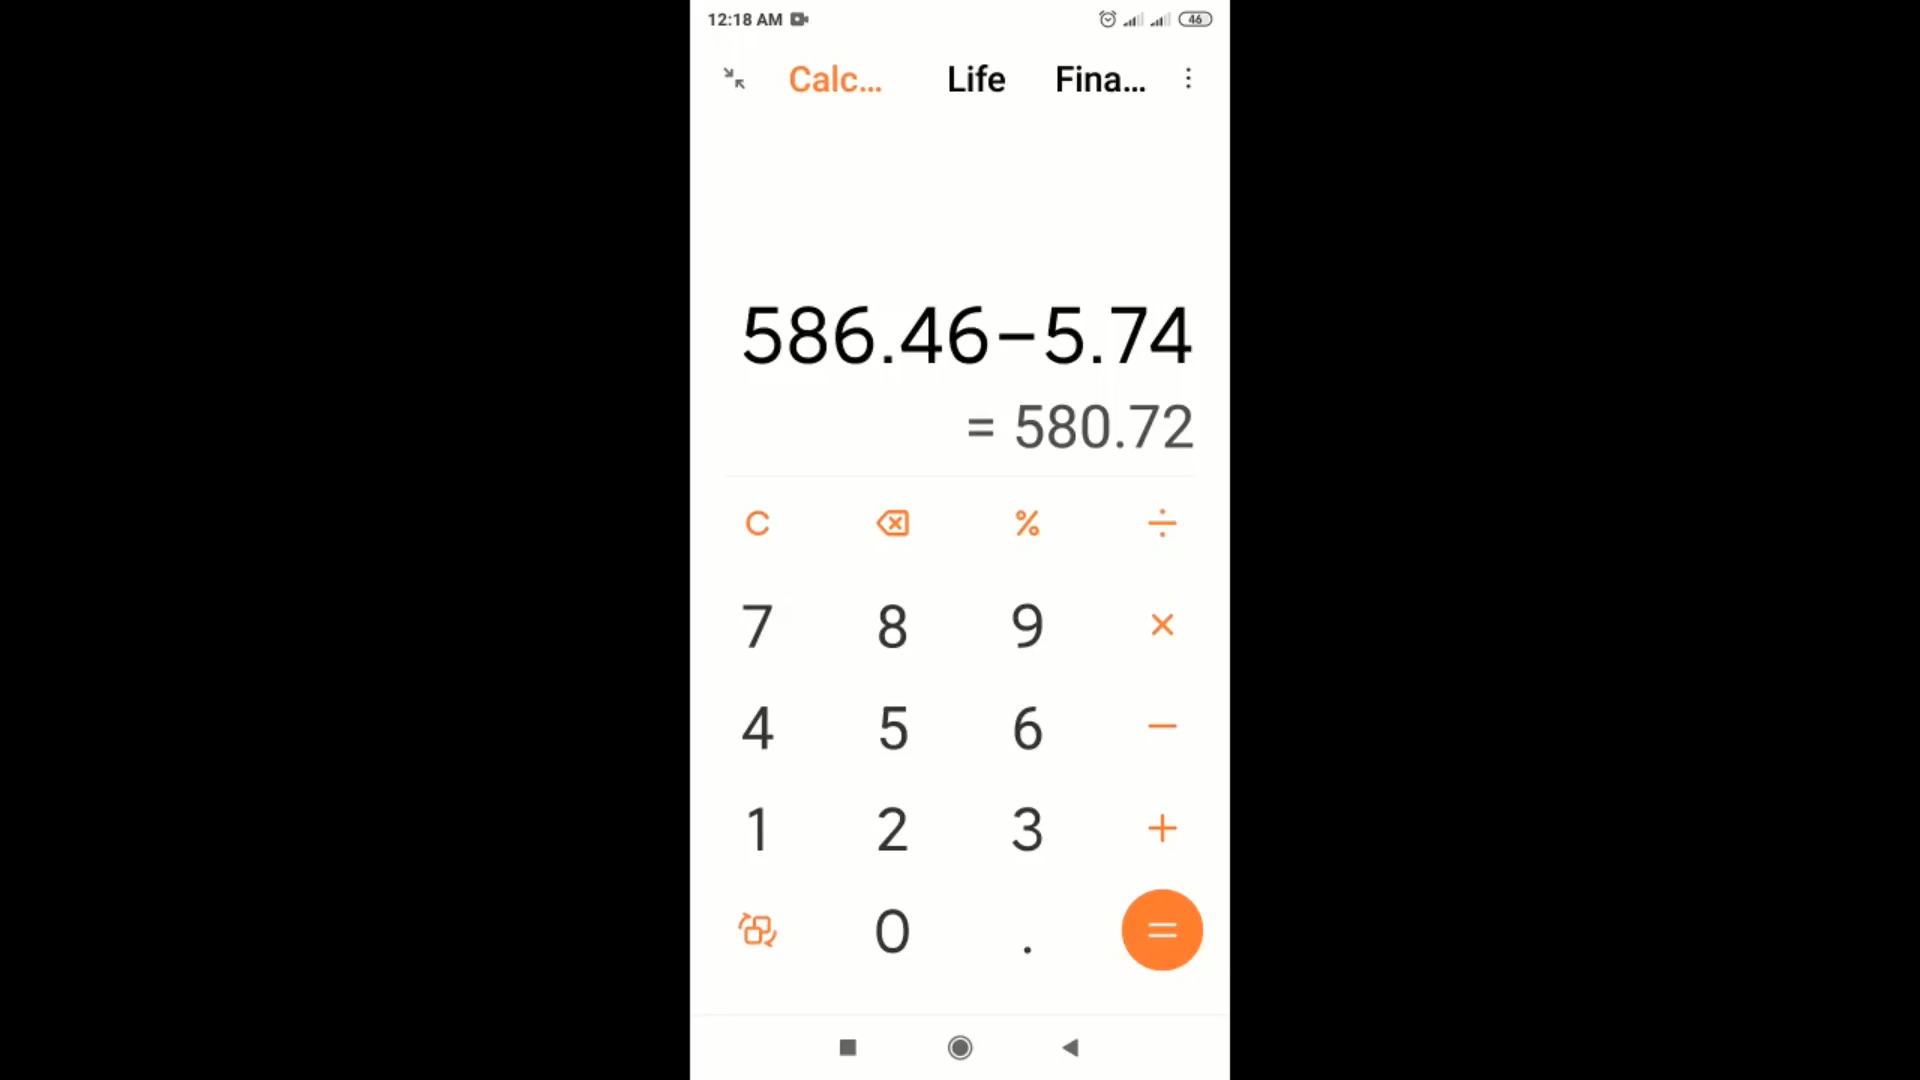 12:18 AM 46
Calc... Life Fina...
586.46−5.74
= 580.72
C % ÷
7 8 9 ×
4 5 6 −
1 2 3 +
0 . =